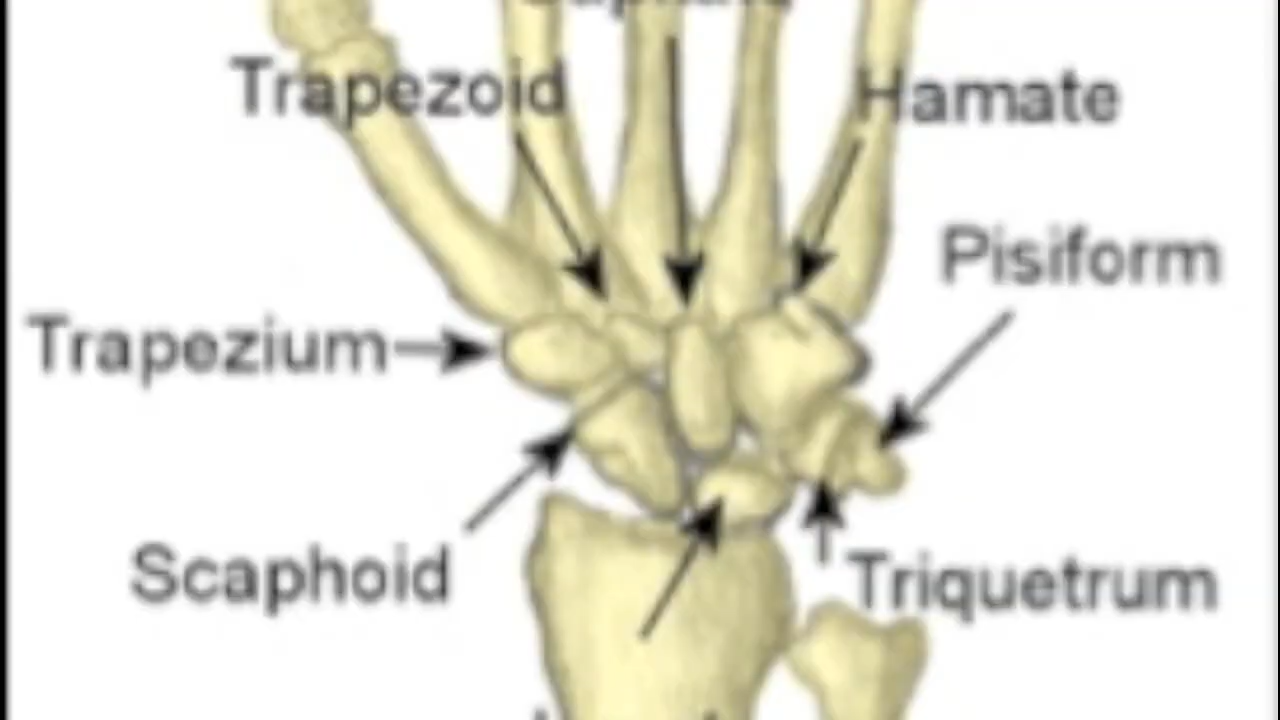 Trapezoid
Hamate
Pisiform
Trapezium
Scaphoid
Triquetrum